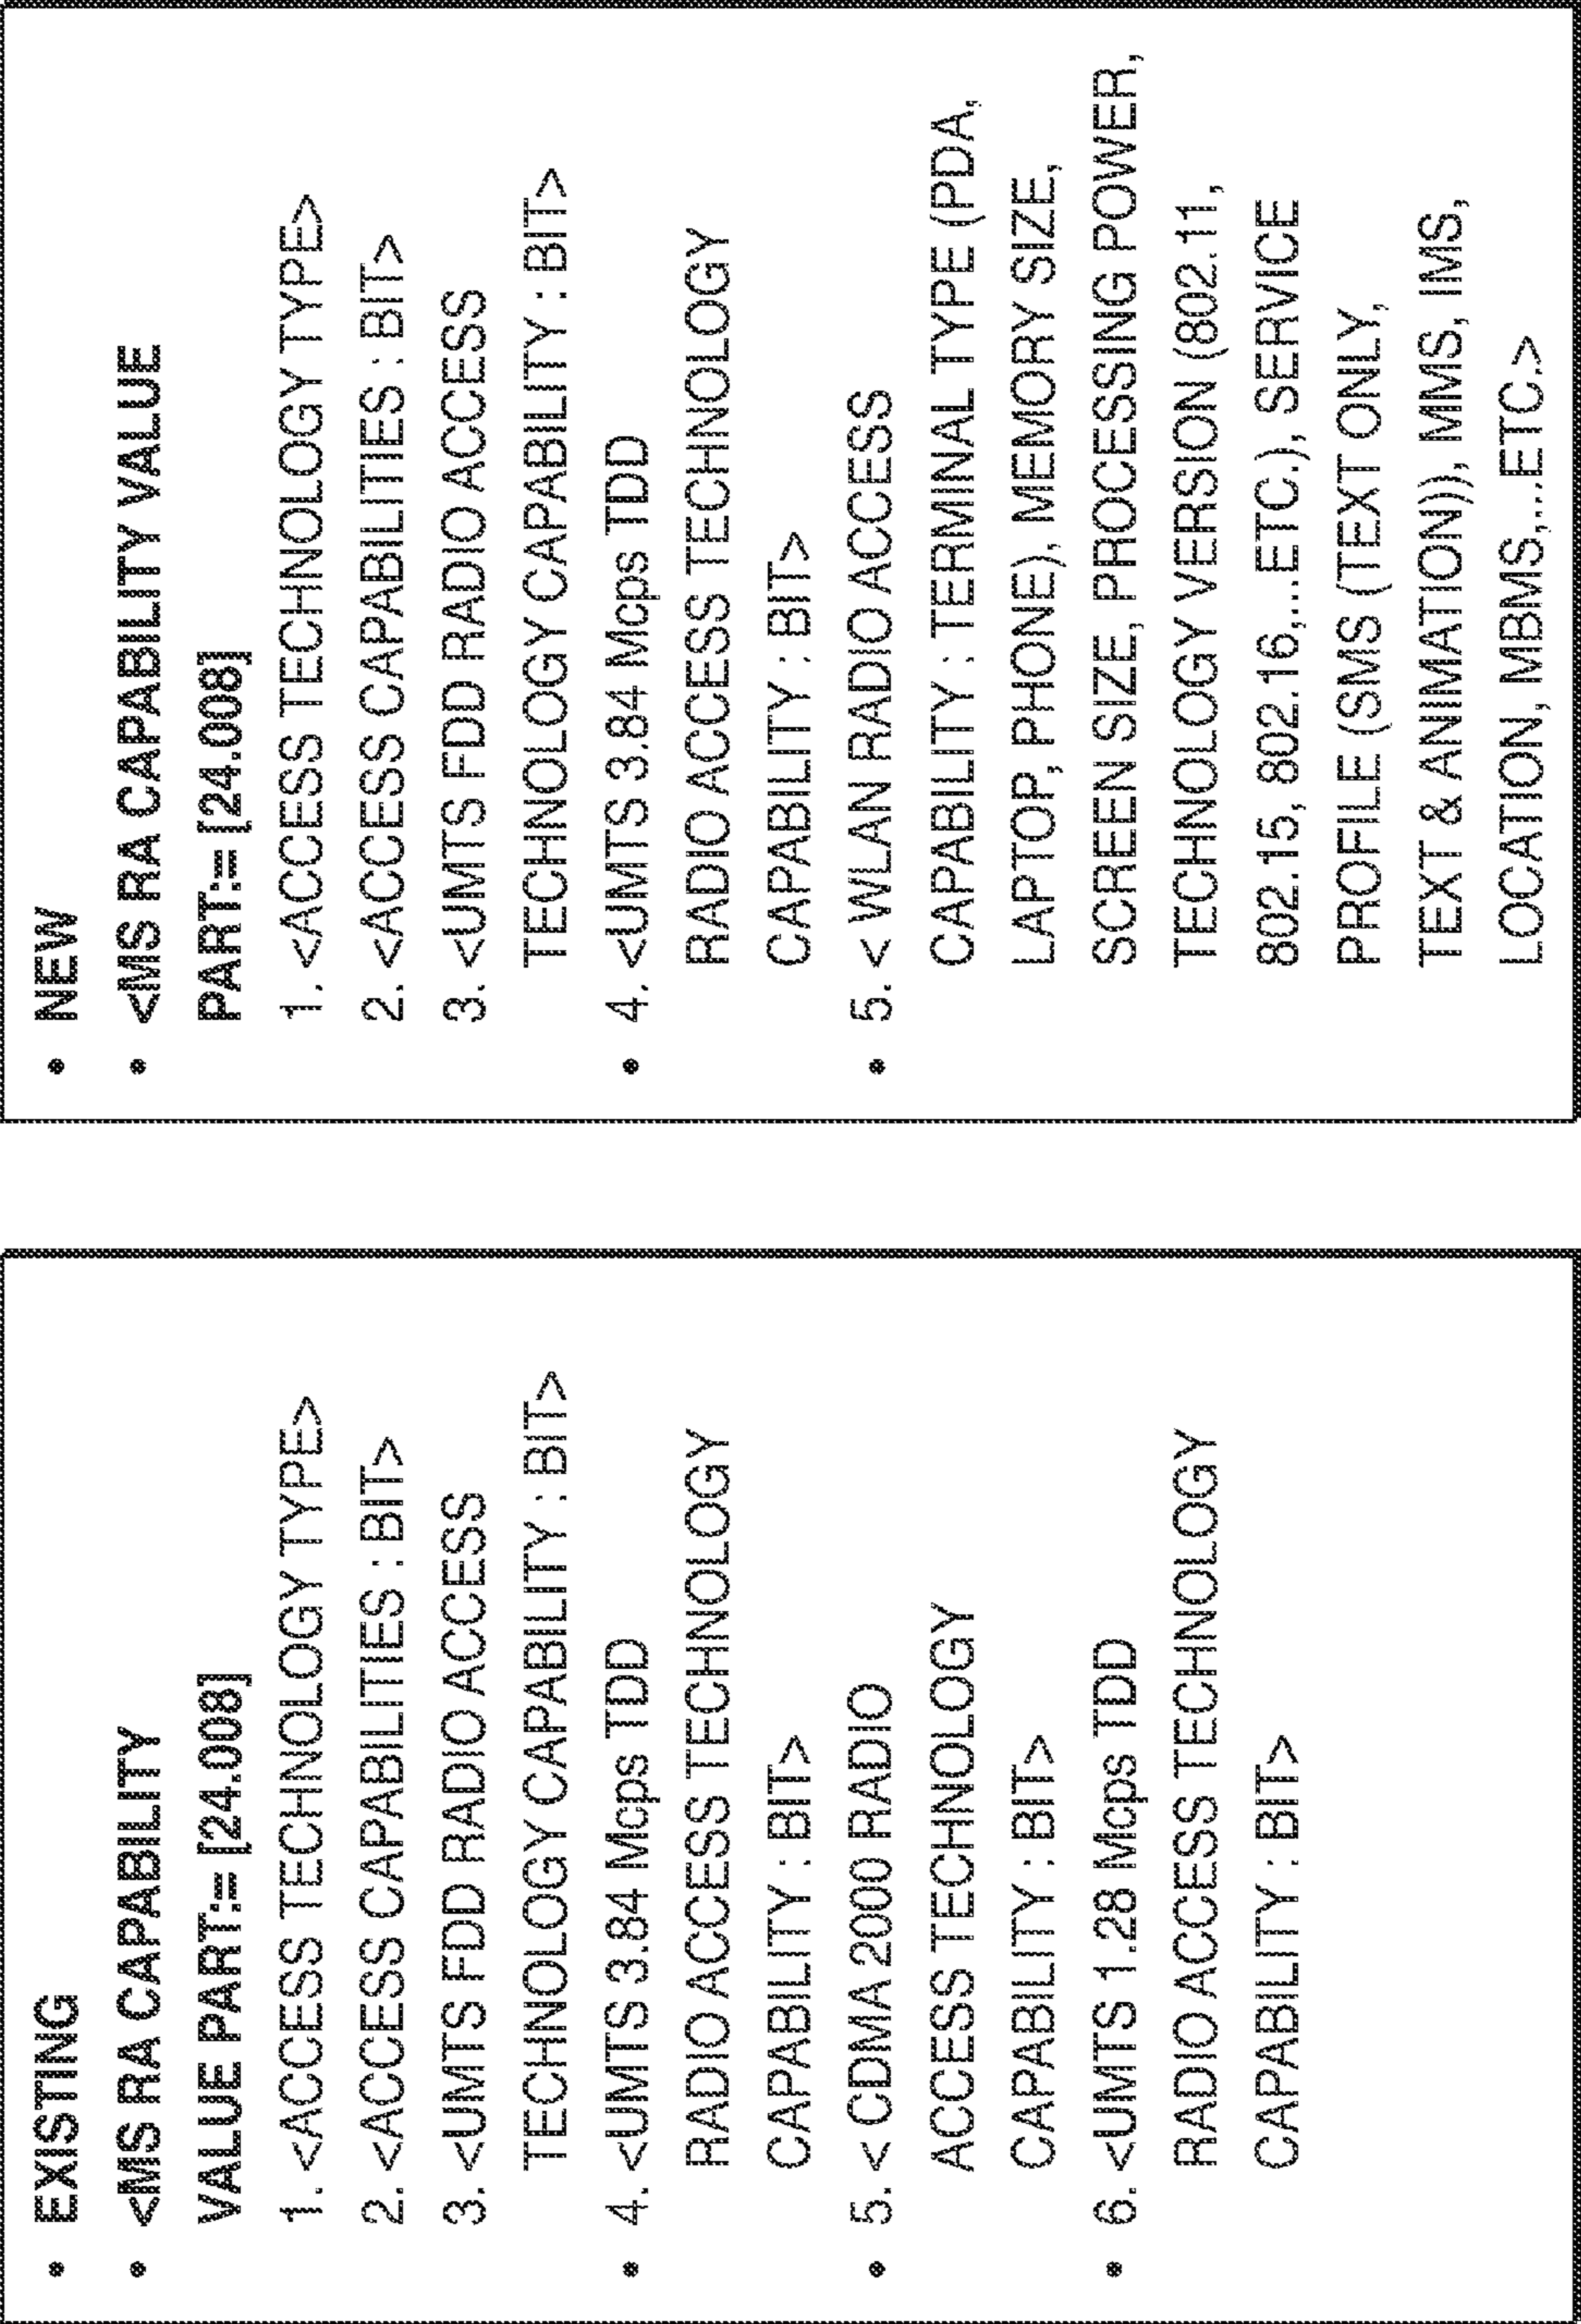 • EXISTING
• <MS RA CAPABILITY
VALUE PART:= [24.008]
1. <ACCESS TECHNOLOGY TYPE>
2. <ACCESS CAPABILITIES : BIT>
3. <UMTS FDD RADIO ACCESS
TECHNOLOGY CAPABILITY : BIT>
• 4. <UMTS 3.84 Mcps TDD
RADIO ACCESS TECHNOLOGY
CAPABILITY : BIT>
• 5. < CDMA 2000 RADIO
ACCESS TECHNOLOGY
CAPABILITY : BIT>
• 6. <UMTS 1.28 Mcps TDD
RADIO ACCESS TECHNOLOGY
CAPABILITY : BIT>
• NEW
• <MS RA CAPABILITY VALUE
PART:= [24.008]
1. <ACCESS TECHNOLOGY TYPE>
2. <ACCESS CAPABILITIES : BIT>
3. <UMTS FDD RADIO ACCESS
TECHNOLOGY CAPABILITY : BIT>
• 4. <UMTS 3.84 Mcps TDD
RADIO ACCESS TECHNOLOGY
CAPABILITY : BIT>
• 5. < WLAN RADIO ACCESS
CAPABILITY : TERMINAL TYPE (PDA,
LAPTOP, PHONE), MEMORY SIZE,
SCREEN SIZE, PROCESSING POWER,
TECHNOLOGY VERSION (802.11,
802.15, 802.16,...ETC.), SERVICE
PROFILE (SMS (TEXT ONLY,
TEXT & ANIMATION)), MMS, IMS,
LOCATION, MBMS,...ETC.>